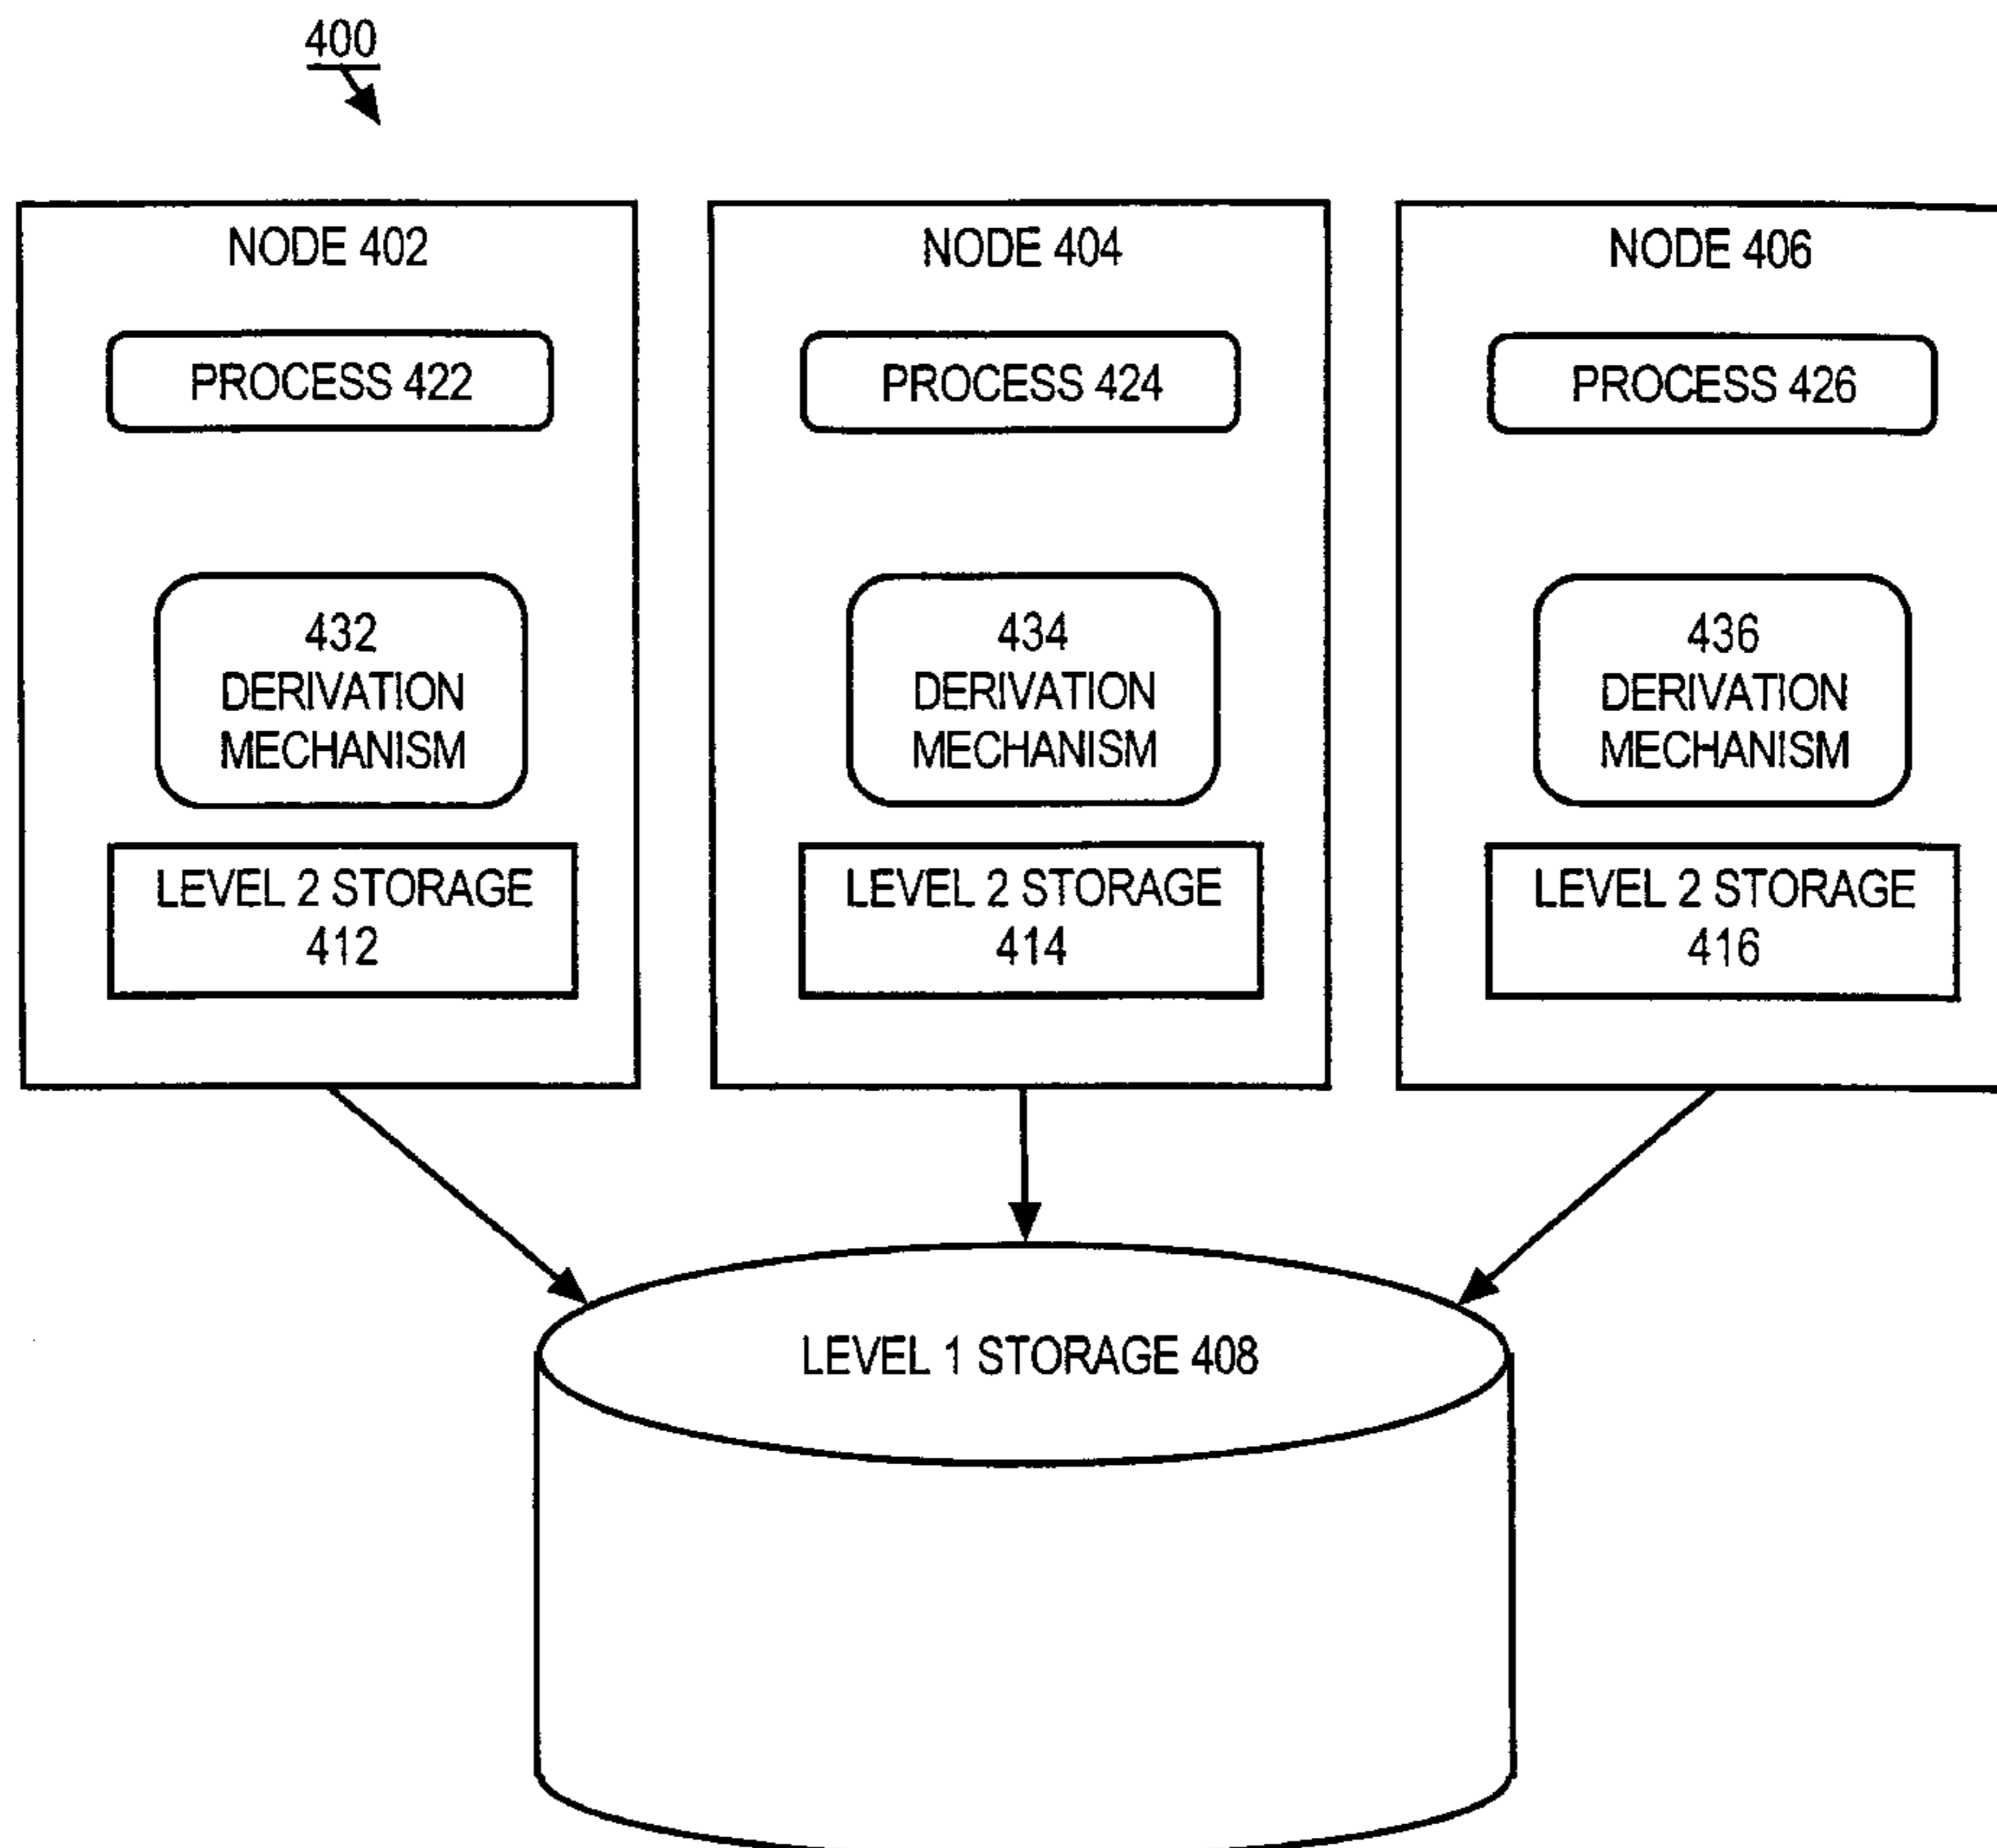 400
NODE 402
PROCESS 422
432
DERIVATION
MECHANISM
LEVEL 2 STORAGE
412
NODE 404
PROCESS 424
434
DERIVATION
MECHANISM
LEVEL 2 STORAGE
414
NODE 406
PROCESS 426
436
DERIVATION
MECHANISM
LEVEL 2 STORAGE
416
LEVEL 1 STORAGE 408